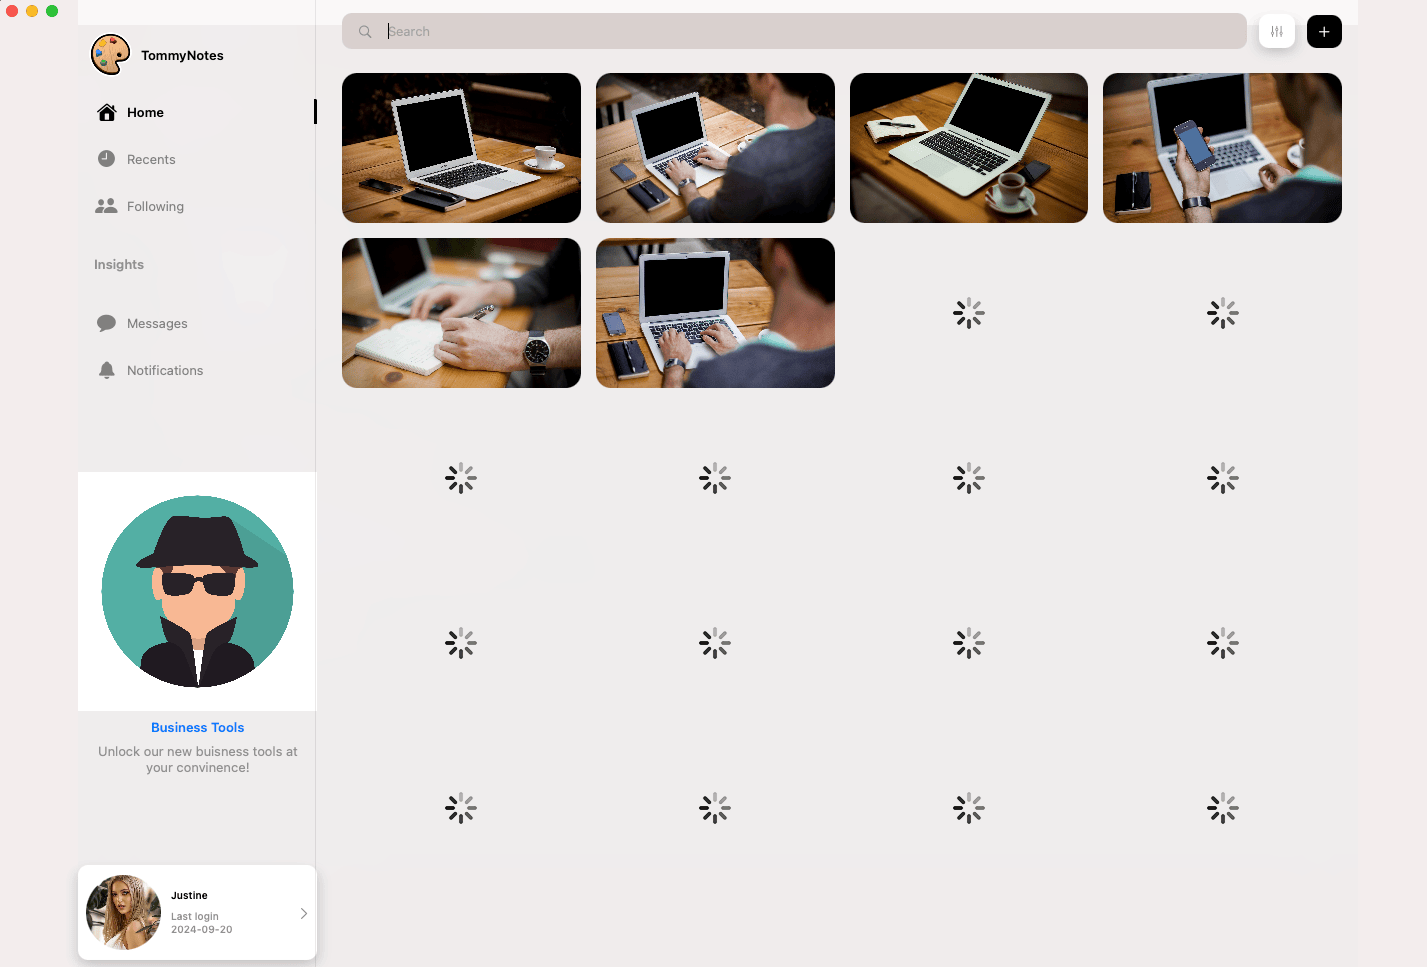 TommyNotes
Home
Recents
Following
Insights
Messages
Notifications
Business Tools
Unlock our new buisness tools at
your convinence!
Justine
Last login
2024-09-20
Search